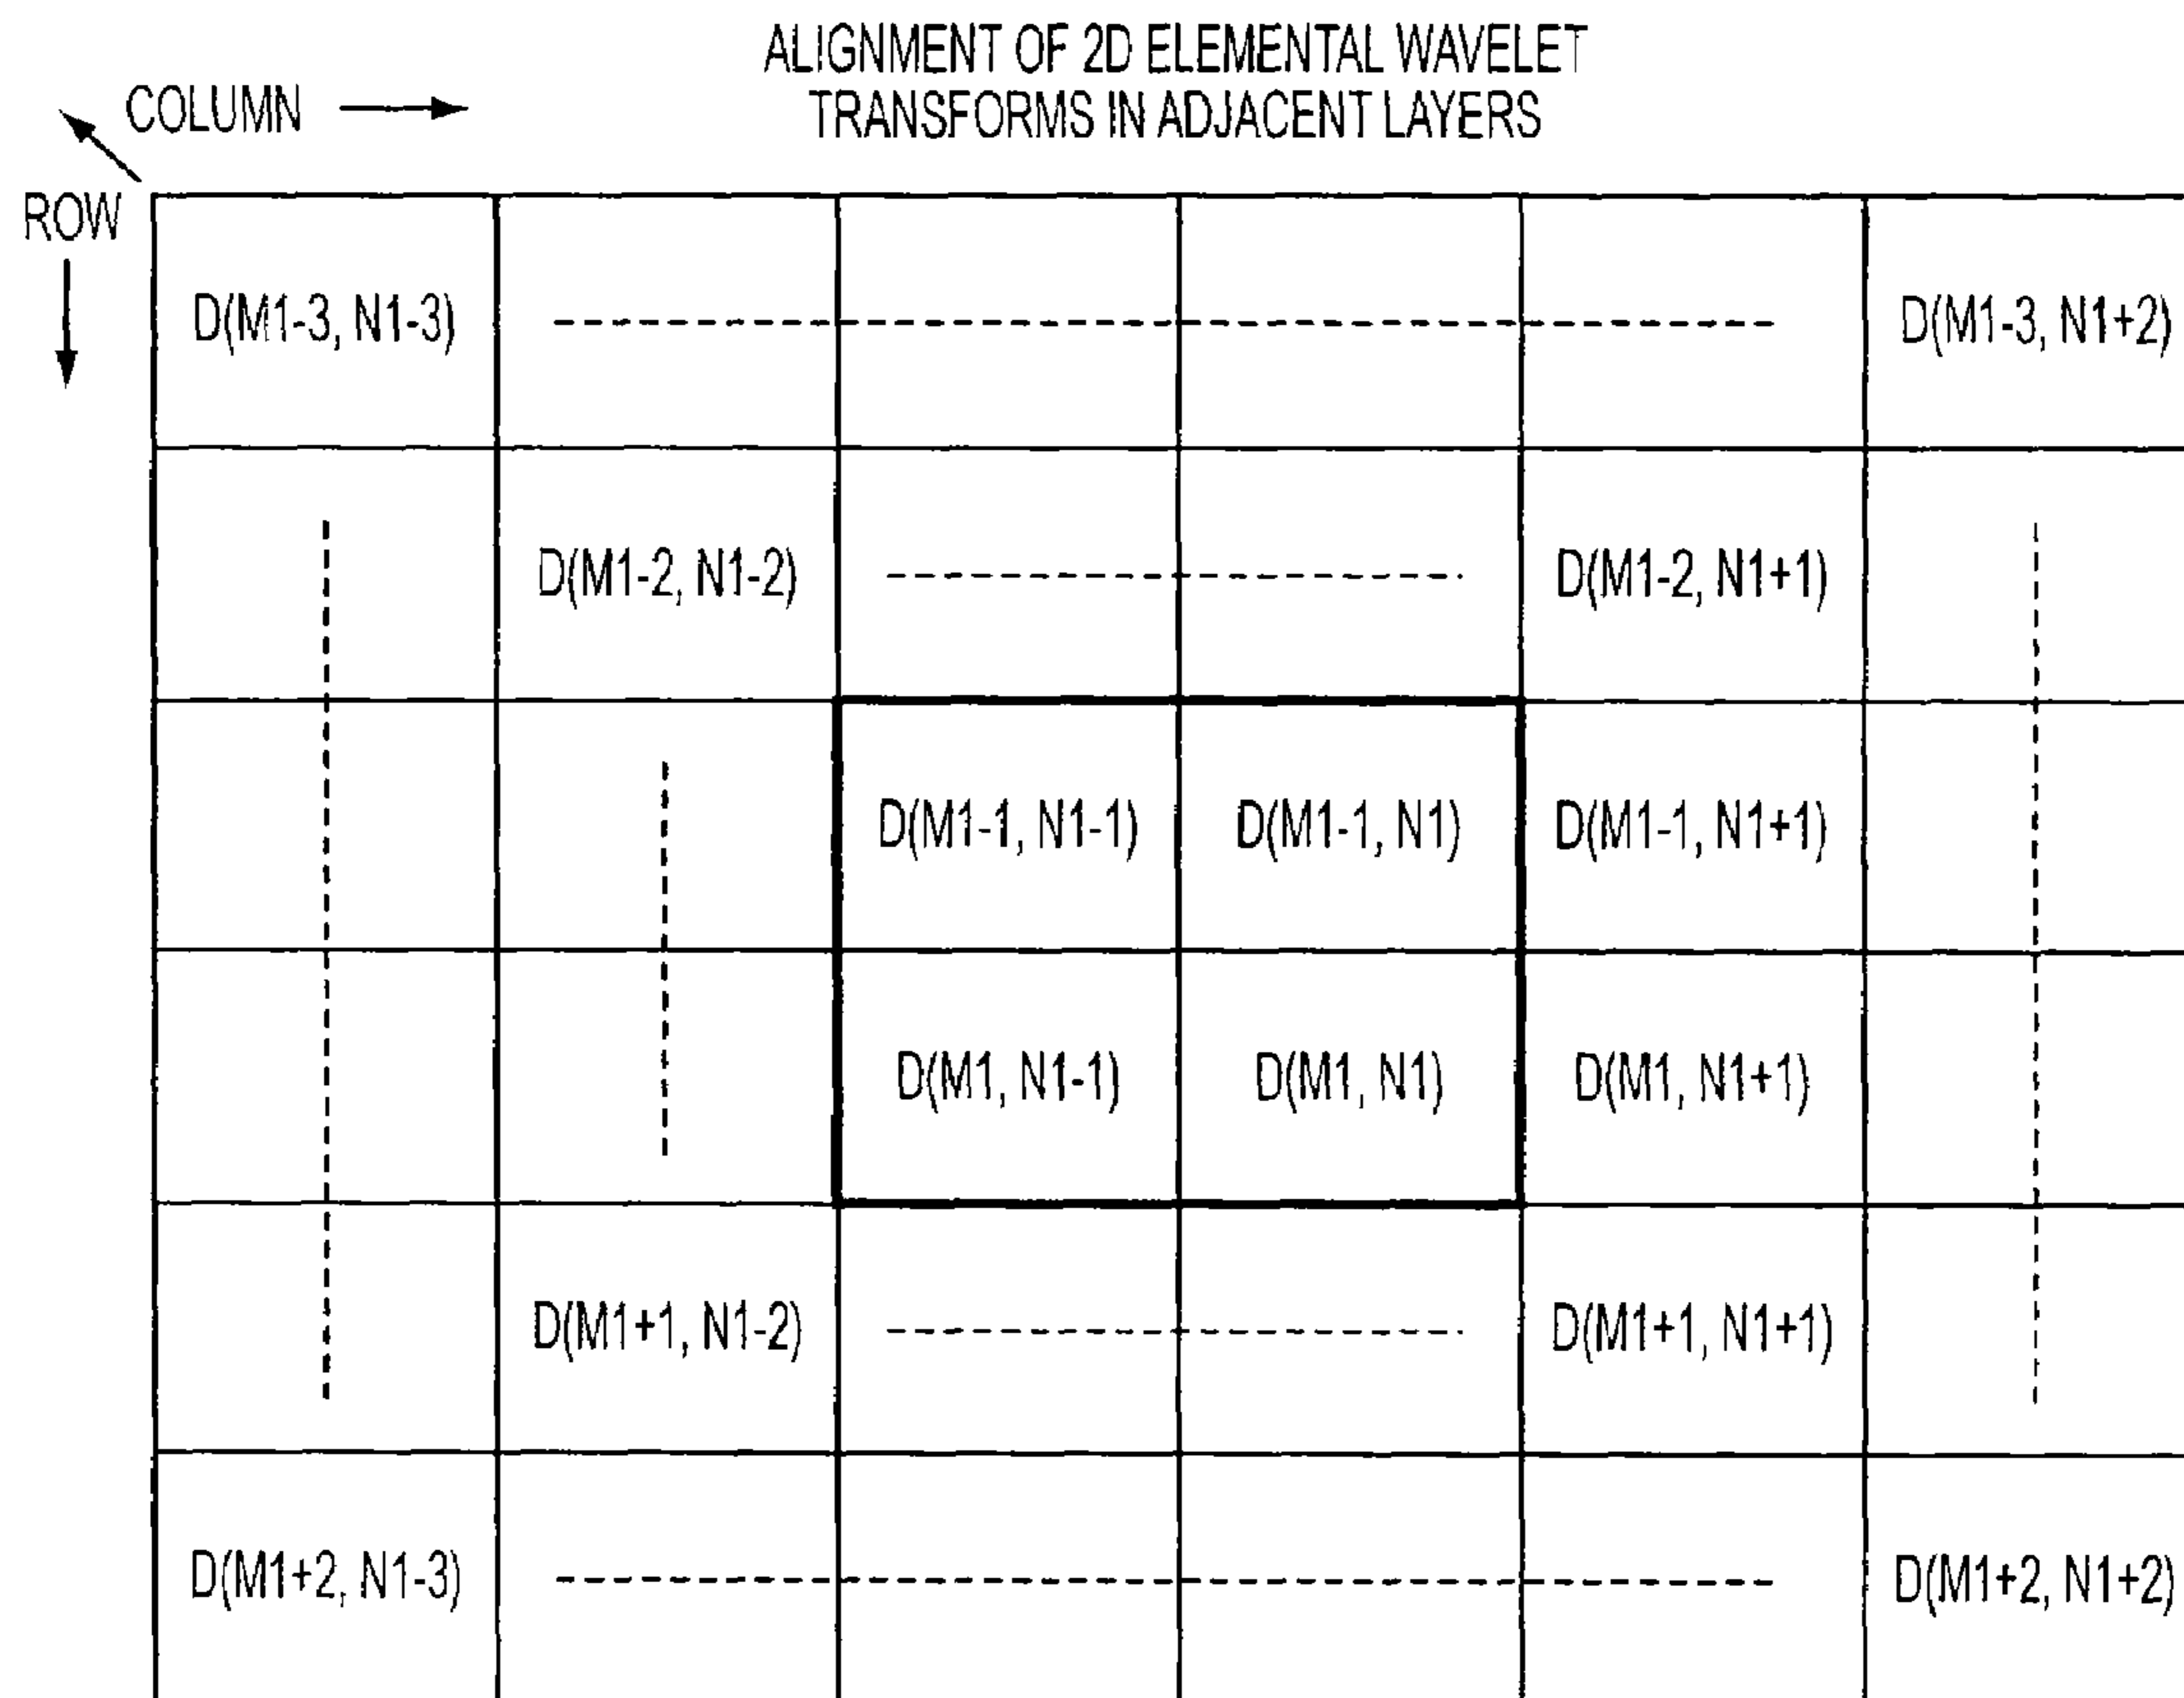 ALIGNMENT OF 2D ELEMENTAL WAVELET
TRANSFORMS IN ADJACENT LAYERS
COLUMN
ROW
D(M1-3, N1-3) D(M1-3, N1+2)
D(M1-2, N1-2) D(M1-2, N1+1)
D(M1-1, N1-1) D(M1-1, N1) D(M1-1, N1+1)
D(M1, N1-1) D(M1, N1) D(M1, N1+1)
D(M1+1, N1-2) D(M1+1, N1+1)
D(M1+2, N1-3) D(M1+2, N1+2)